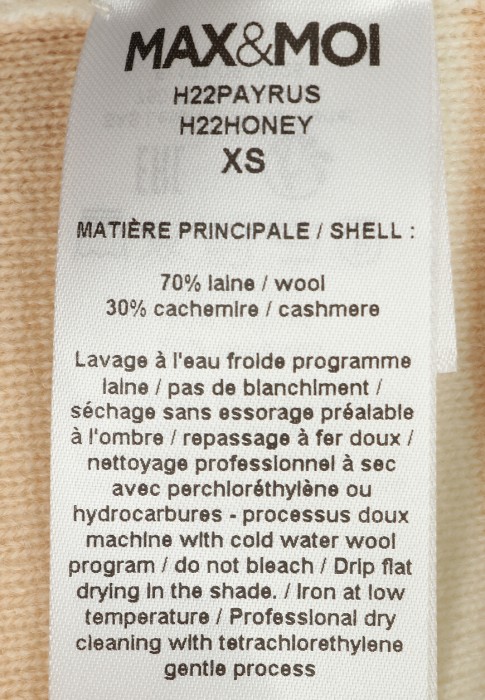 MAX&MOI
H22PAYRUS
H22HONEY
XS
MATIÈRE PRINCIPALE / SHELL :
70% laine / wool
30% cachemire / cashmere
Lavage à l'eau froide programme
laine / pas de blanchiment /
séchage sans essorage préalable
à l'ombre / repassage à fer doux /
nettoyage professionnel à sec
avec perchloréthylène ou
hydrocarbures - processus doux
machine with cold water wool
program / do not bleach / Drip flat
drying in the shade. / Iron at low
temperature / Professional dry
cleaning with tetrachlorethylene
gentle process